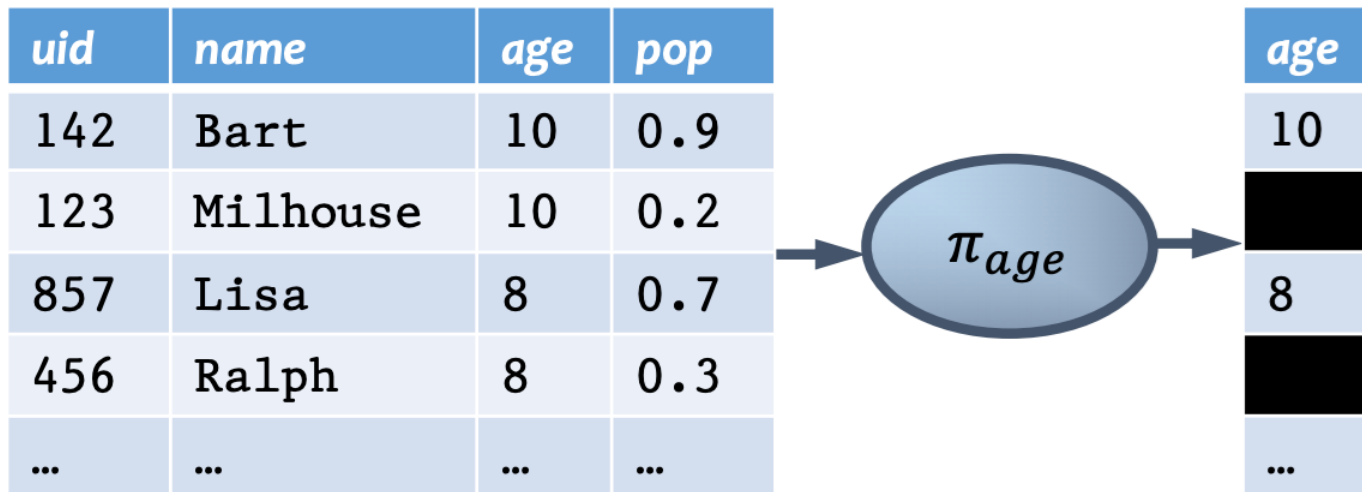 uid name age pop
142 Bart 10 0.9
123 Milhouse 10 0.2
857 Lisa 8 0.7
456 Ralph 8 0.3
... ... ... ...
π_age
age
10
8
...